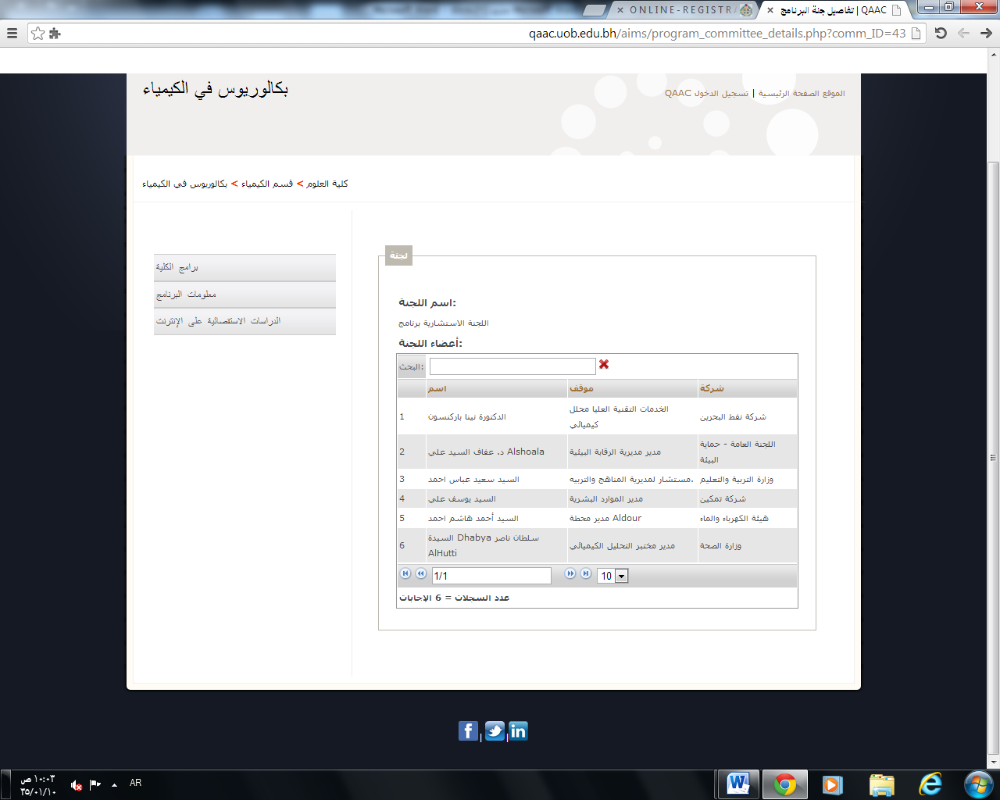 QAAC | تفاصيل جنة البرنامج
ONLINE-REGISTRA
qaac.uob.edu.bh/aims/program_committee_details.php?comm_ID=43
بكالوريوس في الكيمياء
الموقع الصفحة الرئيسية | تسجيل الدخول QAAC
كلية العلوم > قسم الكيمياء > بكالوريوس في الكيمياء
برامج الكلية
معلومات البرنامج
الدراسات الاستقصائية على الإنترنت
لجنة
اسم اللجنة:
اللجنة الاستشارية برنامج
أعضاء اللجنة:
البحث:
اسم موقف شركة
1 الدكتورة نينا باركنسون الخدمات التقنية العليا محلل كيميائي شركة نفط البحرين
2 د. عفاف السيد علي Alshoala مدير مديرية الرقابة البيئية اللجنة العامة - حماية البيئة
3 السيد سعيد عباس احمد مستشار لمديرية المناهج والتربيه. وزارة التربية والتعليم
4 السيد يوسف علي مدير الموارد البشرية شركة تمكين
5 السيد أحمد هاشم احمد مدير محطة Aldour هيئة الكهرباء والماء
6 السيدة Dhabya سلطان ناصر AlHutti مدير مختبر التحليل الكيميائي وزارة الصحة
1/1 10
عدد السجلات = 6 الإجابات
f | | in
١٠:٠٣ ص
٣٥/٠١/١٠
AR